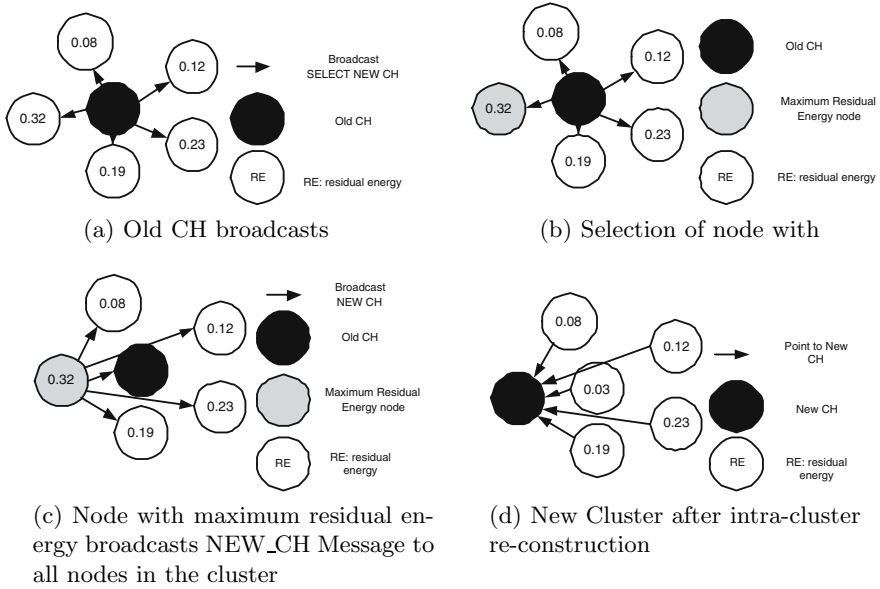 0.08
0.12
0.32
0.23
0.19
Broadcast
SELECT NEW CH
Old CH
RE
RE: residual energy
(a) Old CH broadcasts
0.08
0.12
0.32
0.23
0.19
Old CH
Maximum Residual
Energy node
RE
RE: residual energy
(b) Selection of node with
0.08
0.12
0.32
0.23
0.19
Broadcast
NEW CH
Old CH
Maximum Residual
Energy node
RE
RE: residual
energy
(c) Node with maximum residual en-
ergy broadcasts NEW_CH Message to
all nodes in the cluster
0.08
0.12
0.03
0.23
0.19
Point to New
CH
New CH
RE
RE: residual
energy
(d) New Cluster after intra-cluster
re-construction